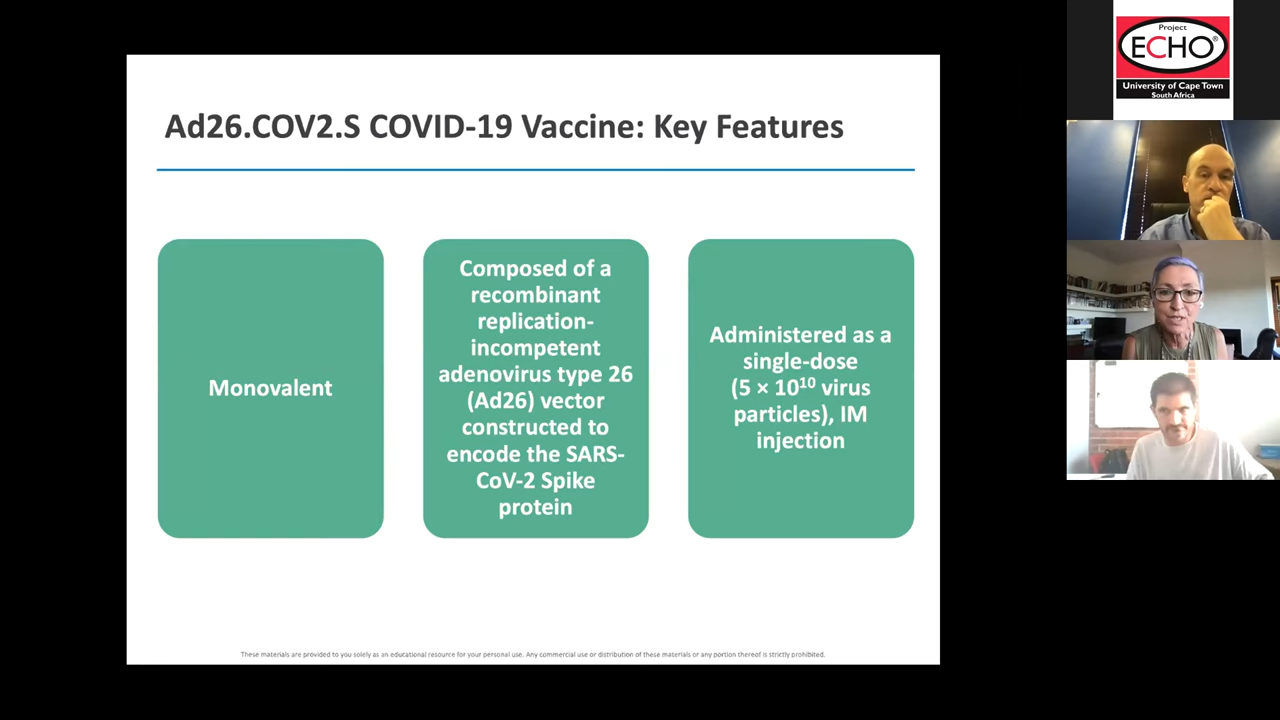 Ad26.COV2.S COVID-19 Vaccine: Key Features
Monovalent
Composed of a
recombinant
replication-
incompetent
adenovirus type 26
(Ad26) vector
constructed to
encode the SARS-
CoV-2 Spike
protein
Administered as a
single-dose
(5 × 10¹⁰ virus
particles), IM
injection
These materials are provided to you solely as an educational resource for your personal use. Any commercial use or distribution of these materials or any portion thereof is strictly prohibited.
Project
ECHO®
University of Cape Town
South Africa